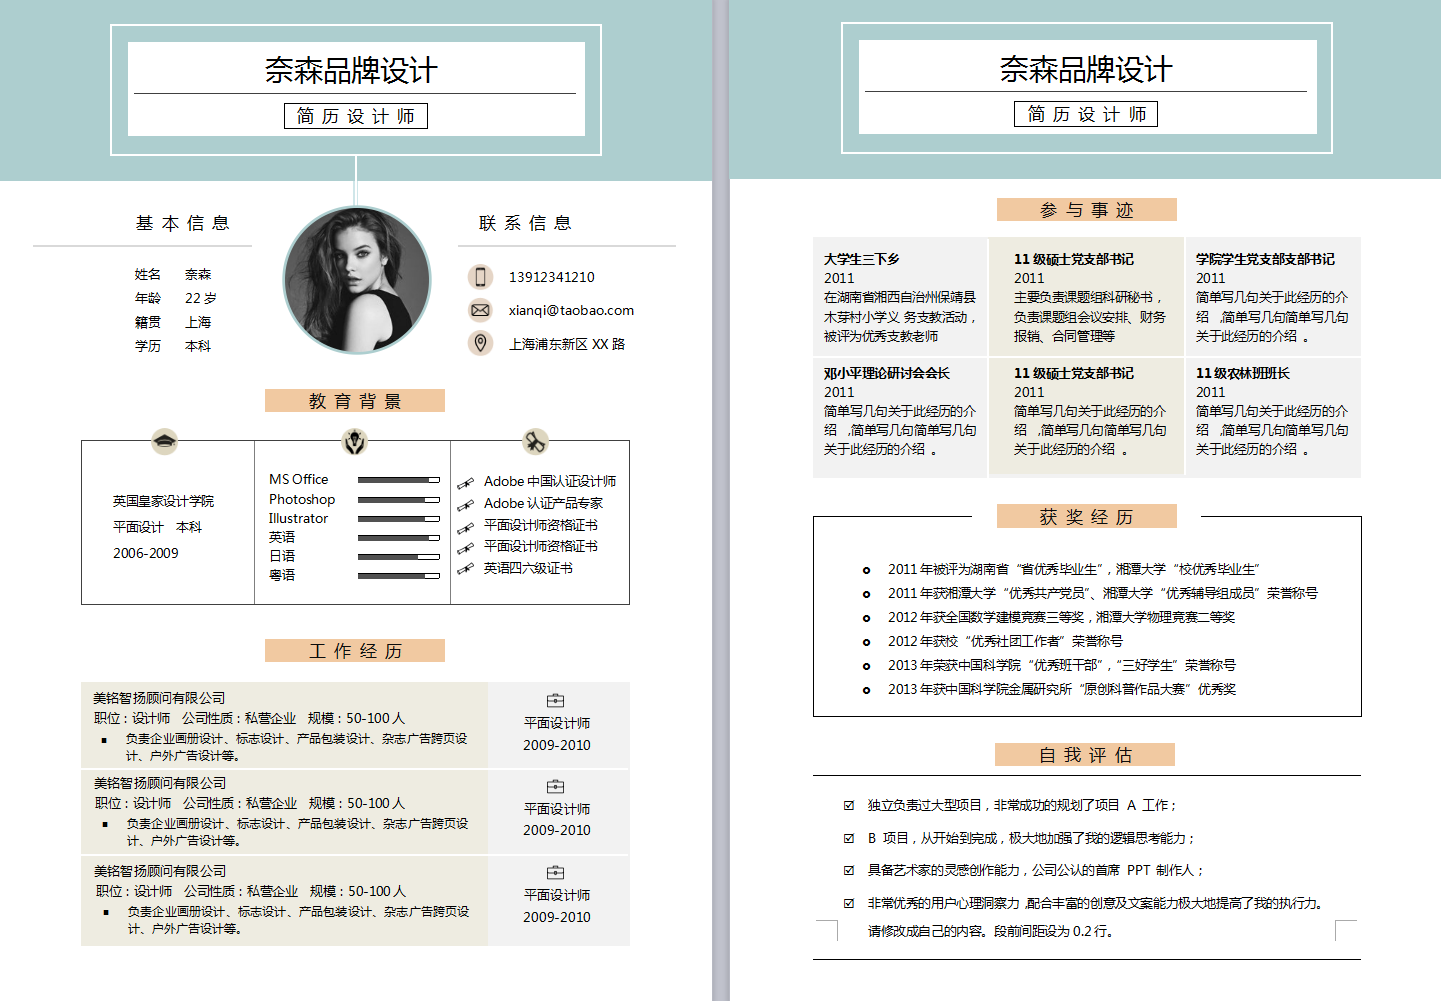 奈森品牌设计
简历设计师
基本信息
姓名 奈森
年龄 22 岁
籍贯 上海
学历 本科
联系信息
13912341210
xianqi@taobao.com
上海浦东新区 XX 路
教育背景
英国皇家设计学院
平面设计 本科
2006-2009
MS Office
Photoshop
Illustrator
英语
日语
粤语
Adobe 中国认证设计师
Adobe 认证产品专家
平面设计师资格证书
平面设计师资格证书
英语四六级证书
工作经历
美铭智扬顾问有限公司
职位：设计师 公司性质：私营企业 规模：50-100 人
▪ 负责企业画册设计、标志设计、产品包装设计、杂志广告跨页设
计、户外广告设计等。
平面设计师
2009-2010
美铭智扬顾问有限公司
职位：设计师 公司性质：私营企业 规模：50-100 人
▪ 负责企业画册设计、标志设计、产品包装设计、杂志广告跨页设
计、户外广告设计等。
平面设计师
2009-2010
美铭智扬顾问有限公司
职位：设计师 公司性质：私营企业 规模：50-100 人
▪ 负责企业画册设计、标志设计、产品包装设计、杂志广告跨页设
计、户外广告设计等。
平面设计师
2009-2010
奈森品牌设计
简历设计师
参与事迹
大学生三下乡
2011
在湖南省湘西自治州保靖县
木芽村小学义 务支教活动，
被评为优秀支教老师
11 级硕士党支部书记
2011
主要负责课题组科研秘书，
负责课题组会议安排、财务
报销、合同管理等
学院学生党支部支部书记
2011
简单写几句关于此经历的介
绍 ,简单写几句简单写几句
关于此经历的介绍 。
邓小平理论研讨会会长
2011
简单写几句关于此经历的介
绍 ,简单写几句简单写几句
关于此经历的介绍 。
11 级硕士党支部书记
2011
简单写几句关于此经历的介
绍 ,简单写几句简单写几句
关于此经历的介绍 。
11 级农林班班长
2011
简单写几句关于此经历的介
绍 ,简单写几句简单写几句
关于此经历的介绍 。
获奖经历
2011 年被评为湖南省“省优秀毕业生”，湘潭大学“校优秀毕业生”
2011 年获湘潭大学“优秀共产党员”、湘潭大学“优秀辅导组成员”荣誉称号
2012 年获全国数学建模竞赛三等奖，湘潭大学物理竞赛二等奖
2012 年获校“优秀社团工作者”荣誉称号
2013 年荣获中国科学院“优秀班干部”，“三好学生”荣誉称号
2013 年获中国科学院金属研究所“原创科普作品大赛”优秀奖
自我评估
☑ 独立负责过大型项目，非常成功的规划了项目 A 工作；
☑ B 项目，从开始到完成，极大地加强了我的逻辑思考能力；
☑ 具备艺术家的灵感创作能力，公司公认的首席 PPT 制作人；
☑ 非常优秀的用户心理洞察力 ,配合丰富的创意及文案能力极大地提高了我的执行力。
请修改成自己的内容。段前间距设为 0.2 行。